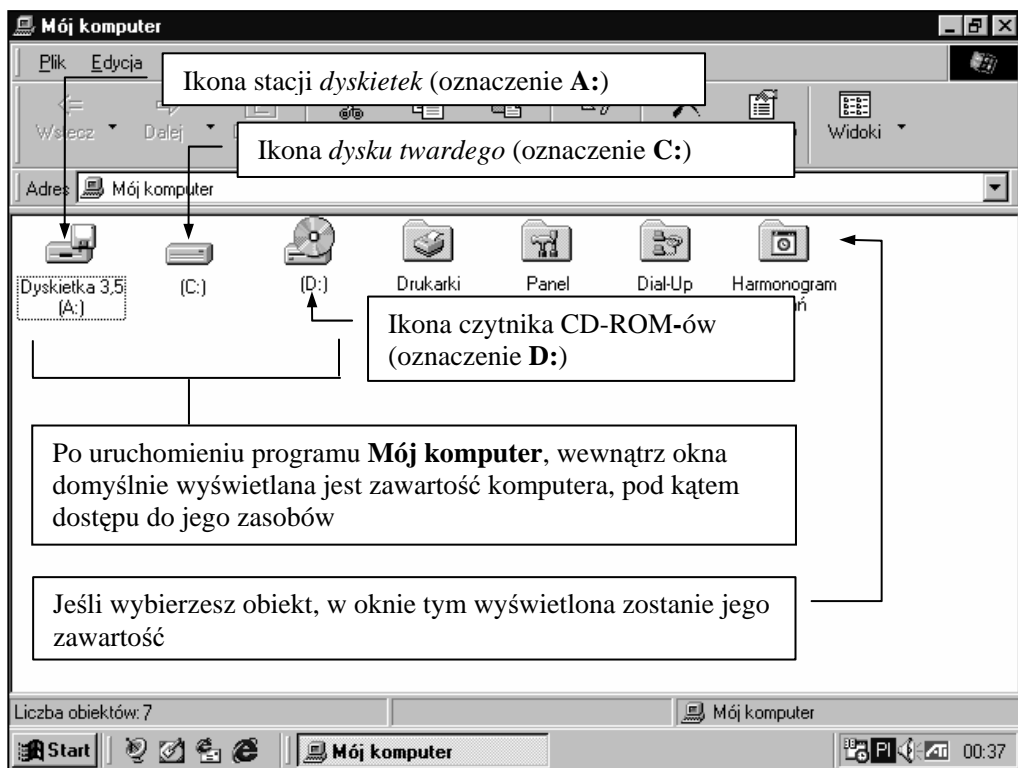 Mój komputer
Plik Edycja
Ikona stacji dyskietek (oznaczenie A:)
Wstecz Dalej
Widoki
Ikona dysku twardego (oznaczenie C:)
Adres Mój komputer
Dyskietka 3,5 (C:) (D:) Drukarki Panel Dial-Up Harmonogram
(A:)
Ikona czytnika CD-ROM-ów
(oznaczenie D:)
Po uruchomieniu programu Mój komputer, wewnątrz okna
domyślnie wyświetlana jest zawartość komputera, pod kątem
dostępu do jego zasobów
Jeśli wybierzesz obiekt, w oknie tym wyświetlona zostanie jego
zawartość
Liczba obiektów: 7 Mój komputer
Start Mój komputer Pl 00:37